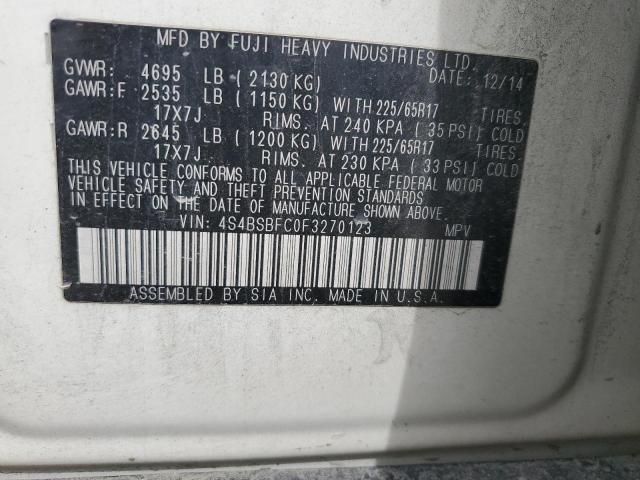 MFD BY FUJI HEAVY INDUSTRIES LTD.
GVWR: 4695 LB ( 2130 KG) DATE: 12/14
GAWR:F 2535 LB ( 1150 KG) WITH 225/65R17 TIRES.
17X7J RIMS. AT 240 KPA ( 35 PSI) COLD
GAWR:R 2645 LB ( 1200 KG) WITH 225/65R17 TIRES.
17X7J RIMS. AT 230 KPA ( 33 PSI) COLD
THIS VEHICLE CONFORMS TO ALL APPLICABLE FEDERAL MOTOR
VEHICLE SAFETY AND THEFT PREVENTION STANDARDS
IN EFFECT ON THE DATE OF MANUFACTURE SHOWN ABOVE.
VIN: 4S4BSBFC0F3270123 MPV
ASSEMBLED BY SIA INC. MADE IN U.S.A.